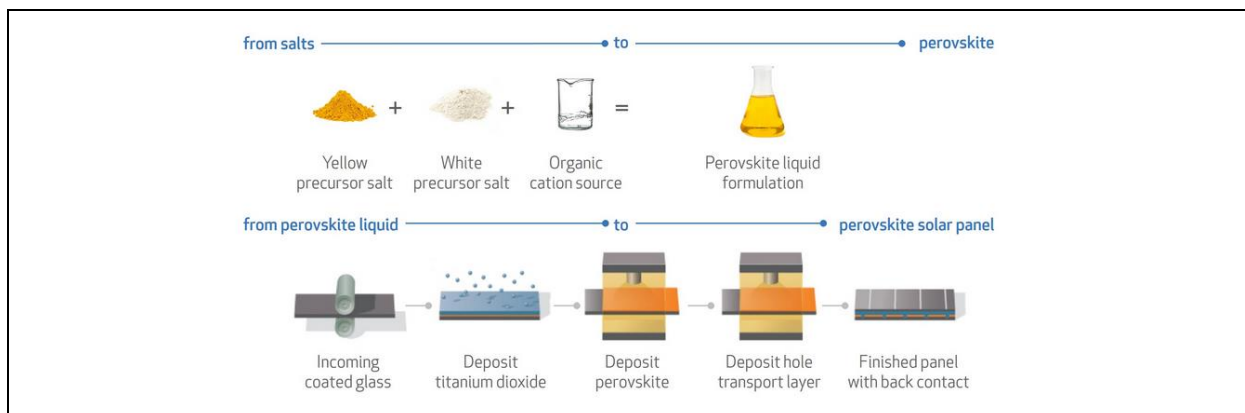 from salts to perovskite
+ + =
Yellow precursor salt
White precursor salt
Organic cation source
Perovskite liquid formulation
from perovskite liquid to perovskite solar panel
Incoming coated glass
Deposit titanium dioxide
Deposit perovskite
Deposit hole transport layer
Finished panel with back contact